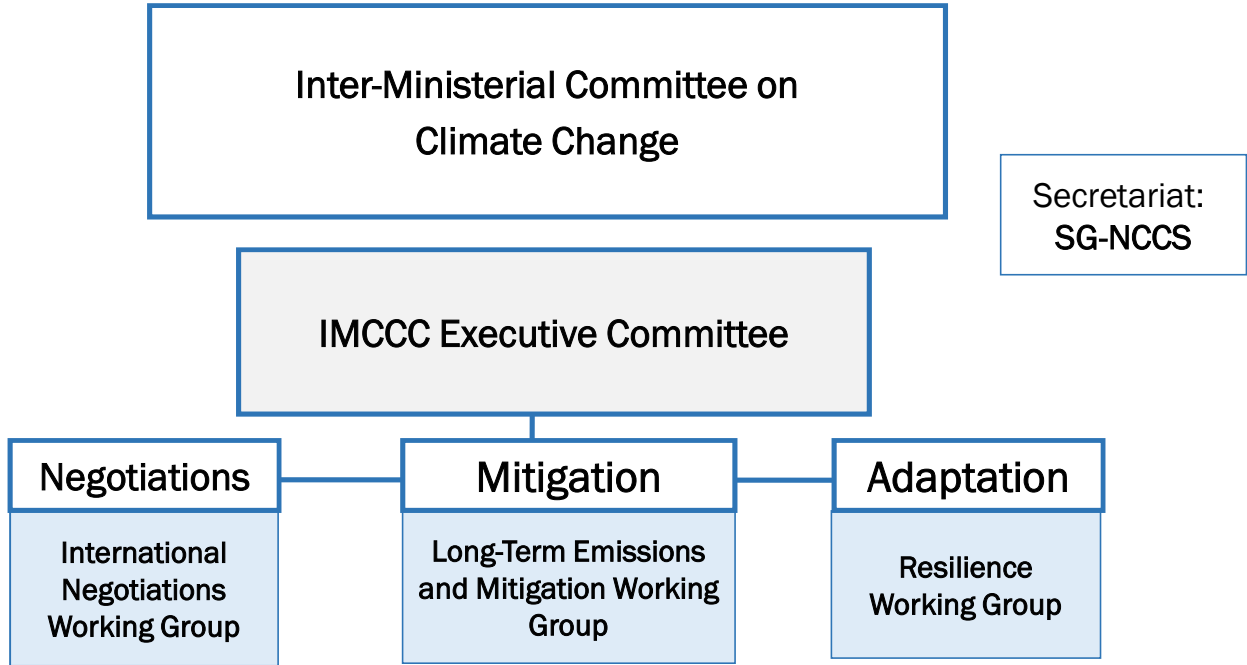 Inter-Ministerial Committee on
Climate Change
Secretariat:
SG-NCCS
IMCCC Executive Committee
Negotiations
International
Negotiations
Working Group
Mitigation
Long-Term Emissions
and Mitigation Working
Group
Adaptation
Resilience
Working Group